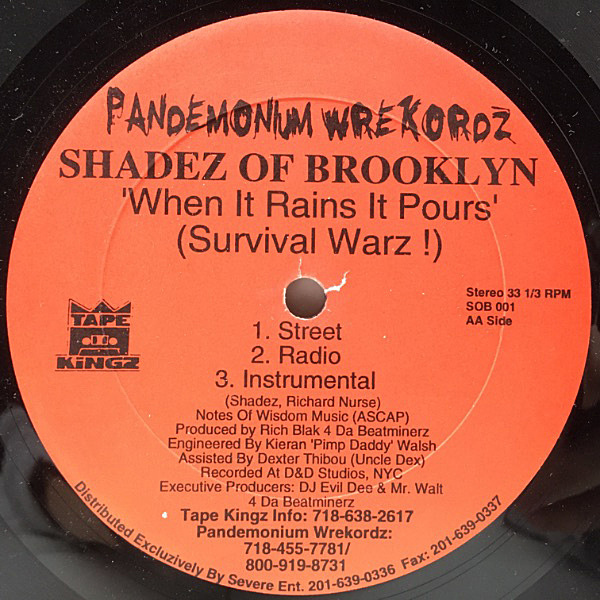 PANDEMONIUM WREKORDZ
SHADEZ OF BROOKLYN
'When It Rains It Pours'
(Survival Warz !)
Stereo 33 1/3 RPM
SOB 001
AA Side
TAPE
KiNGZ
1. Street
2. Radio
3. Instrumental
(Shadez, Richard Nurse)
Notes Of Wisdom Music (ASCAP)
Produced by Rich Blak 4 Da Beatminerz
Engineered By Kieran 'Pimp Daddy' Walsh
Assisted By Dexter Thibou (Uncle Dex)
Recorded At D&D Studios, NYC
Executive Producers: DJ Evil Dee & Mr. Walt
4 Da Beatminerz
Tape Kingz Info: 718-638-2617
Pandemonium Wrekordz:
718-455-7781/
800-919-8731
Distributed Excluzively By Severe Ent. 201-639-0336 Fax: 201-639-0337